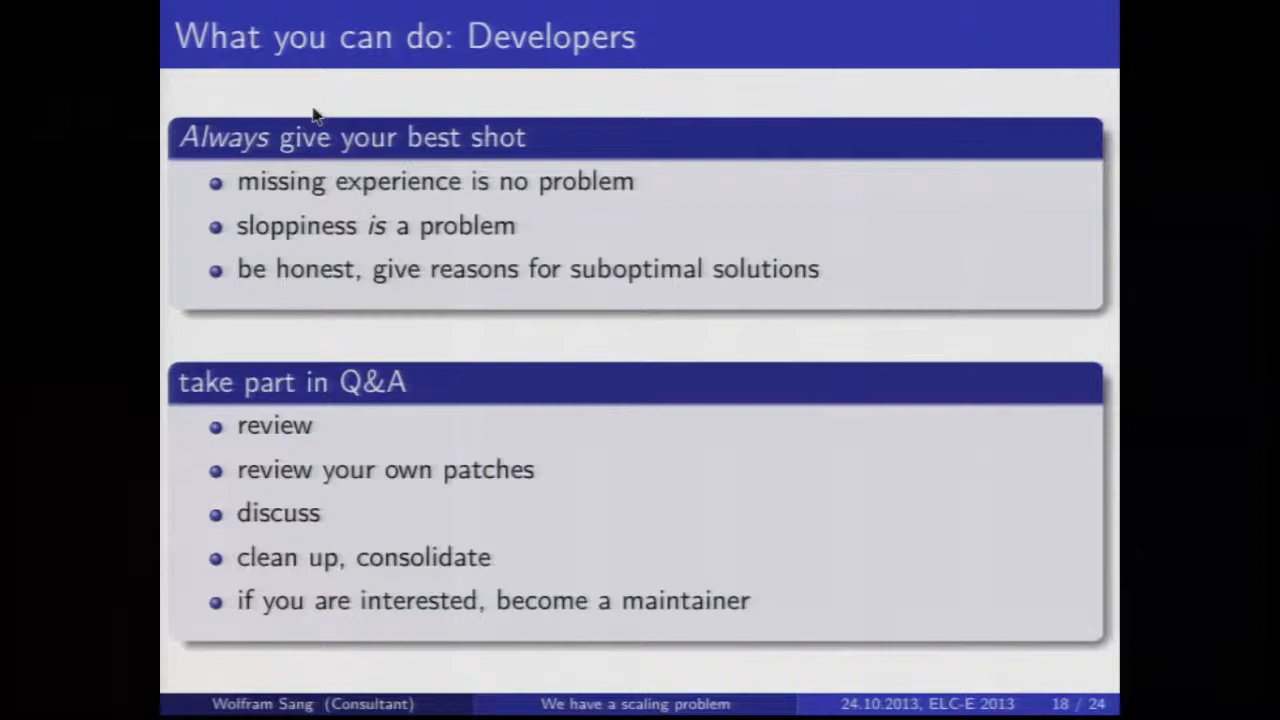 What you can do: Developers
Always give your best shot
missing experience is no problem
sloppiness is a problem
be honest, give reasons for suboptimal solutions
take part in Q&A
review
review your own patches
discuss
clean up, consolidate
if you are interested, become a maintainer
Wolfram Sang (Consultant) We have a scaling problem 24.10.2013, ELC-E 2013 18 / 24